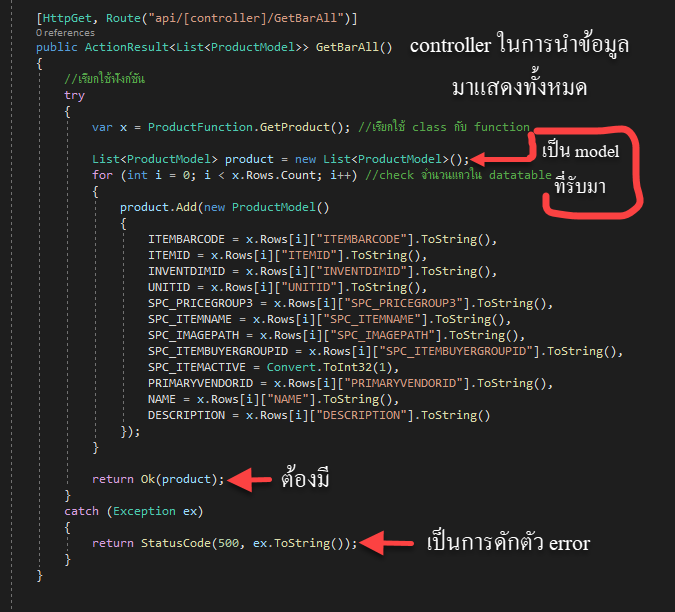 [HttpGet, Route("api/[controller]/GetBarAll")]
0 references
public ActionResult<List<ProductModel>> GetBarAll()
controller ในการนำข้อมูล
มาแสดงทั้งหมด
{
//เรียกใช้ฟังก์ชัน
try
{
var x = ProductFunction.GetProduct(); //เรียกใช้ class กับ function
เป็น model
ที่รับมา
List<ProductModel> product = new List<ProductModel>();
for (int i = 0; i < x.Rows.Count; i++) //check จำนวนแถวใน datatable
{
product.Add(new ProductModel()
{
ITEMBARCODE = x.Rows[i]["ITEMBARCODE"].ToString(),
ITEMID = x.Rows[i]["ITEMID"].ToString(),
INVENTDIMID = x.Rows[i]["INVENTDIMID"].ToString(),
UNITID = x.Rows[i]["UNITID"].ToString(),
SPC_PRICEGROUP3 = x.Rows[i]["SPC_PRICEGROUP3"].ToString(),
SPC_ITEMNAME = x.Rows[i]["SPC_ITEMNAME"].ToString(),
SPC_IMAGEPATH = x.Rows[i]["SPC_IMAGEPATH"].ToString(),
SPC_ITEMBUYERGROUPID = x.Rows[i]["SPC_ITEMBUYERGROUPID"].ToString(),
SPC_ITEMACTIVE = Convert.ToInt32(1),
PRIMARYVENDORID = x.Rows[i]["PRIMARYVENDORID"].ToString(),
NAME = x.Rows[i]["NAME"].ToString(),
DESCRIPTION = x.Rows[i]["DESCRIPTION"].ToString()
});
}
return Ok(product);
ต้องมี
}
catch (Exception ex)
{
return StatusCode(500, ex.ToString());
เป็นการดักตัว error
}
}